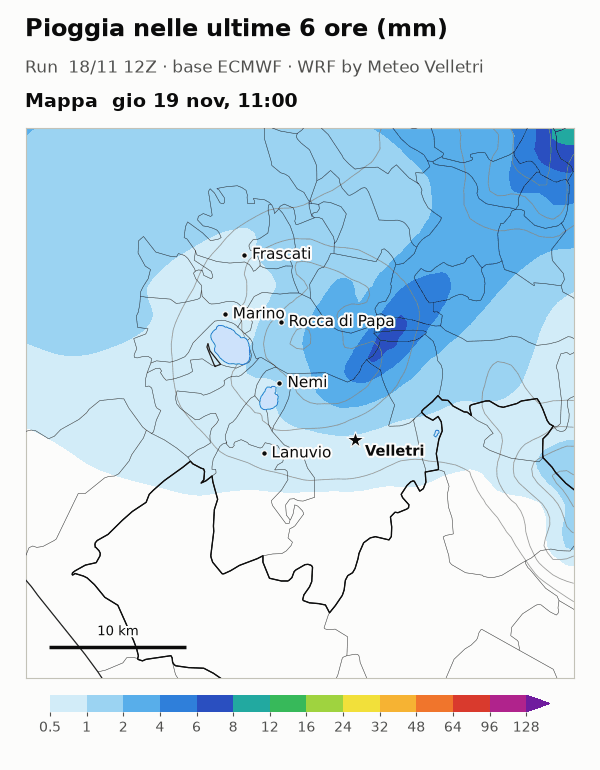 Pioggia nelle ultime 6 ore (mm)
Run 18/11 12Z · base ECMWF · WRF by Meteo Velletri
Mappa gio 19 nov, 11:00
Frascati
Marino
Rocca di Papa
Nemi
Velletri
Lanuvio
10 km
0.5 1 2 4 6 8 12 16 24 32 48 64 96 128